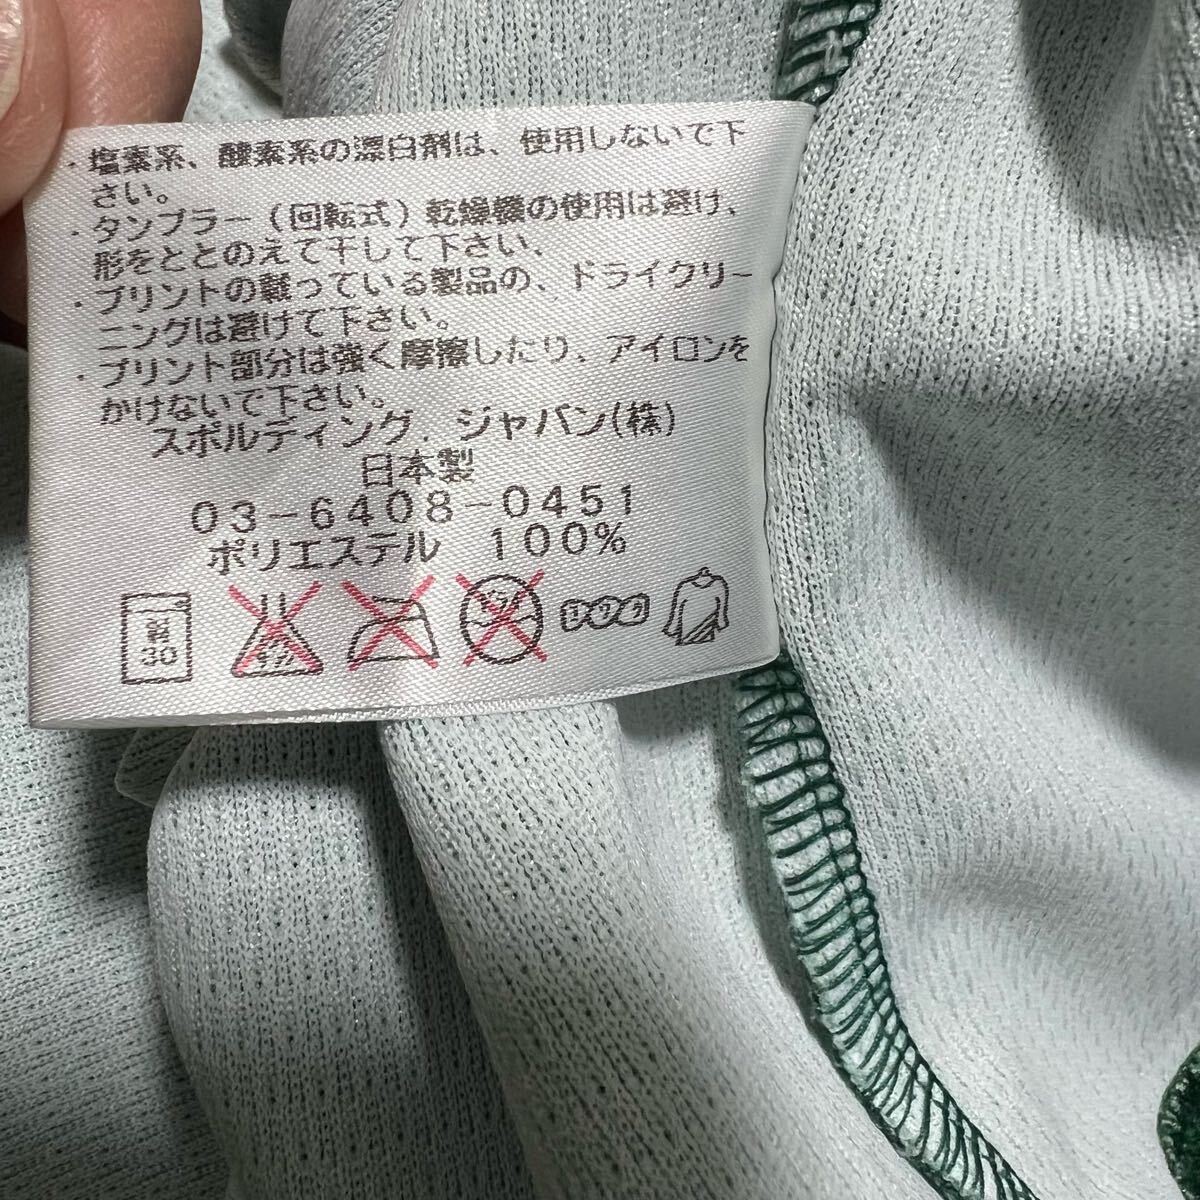 ・塩素系、酸素系の漂白剤は、使用しないで下
さい。
・タンブラー(回転式)乾燥機の使用は避け、
形をととのえて干して下さい、
・プリントの載っている製品の、ドライクリー
ニングは避けて下さい。
・プリント部分は強く摩擦したり、アイロンを
かけないで下さい。
スポルディング．ジャパン(株)
日本製
03-6408-0451
ポリエステル　100%
30